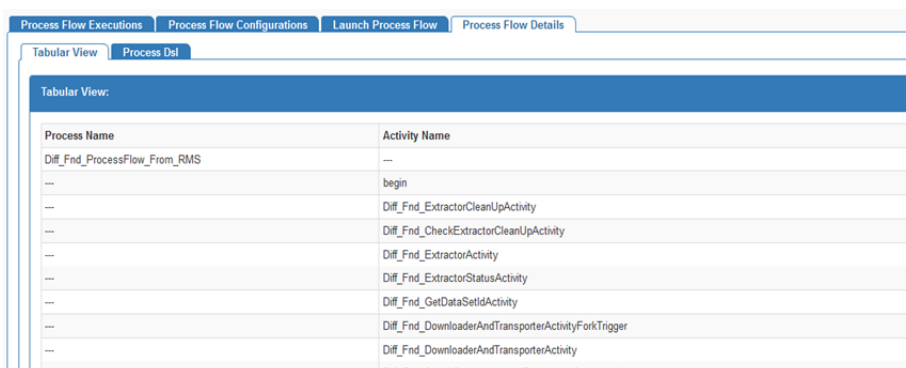 Process Flow Executions Process Flow Configurations Launch Process Flow Process Flow Details
Tabular View Process Dsl
Tabular View:
Process Name Activity Name
Diff_Fnd_ProcessFlow_From_RMS ---
--- begin
--- Diff_Fnd_ExtractorCleanUpActivity
--- Diff_Fnd_CheckExtractorCleanUpActivity
--- Diff_Fnd_ExtractorActivity
--- Diff_Fnd_ExtractorStatusActivity
--- Diff_Fnd_GetDataSetIdActivity
--- Diff_Fnd_DownloaderAndTransporterActivityForkTrigger
--- Diff_Fnd_DownloaderAndTransporterActivity